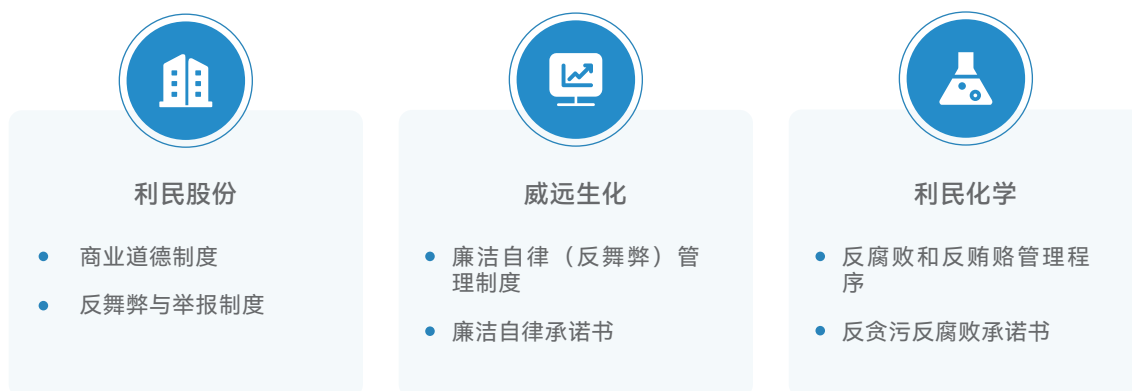 利民股份
商业道德制度
反舞弊与举报制度
威远生化
廉洁自律（反舞弊）管
理制度
廉洁自律承诺书
利民化学
反腐败和反贿赂管理程
序
反贪污反腐败承诺书